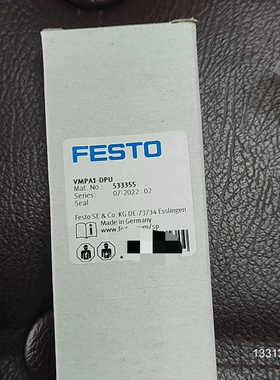 FESTO
VMPA1-DPU
Mat. No.: 533355
Series: 07-2022: 02
Seal
Festo SE & Co. KG DE-73734 Esslingen
Made in Germany
13313